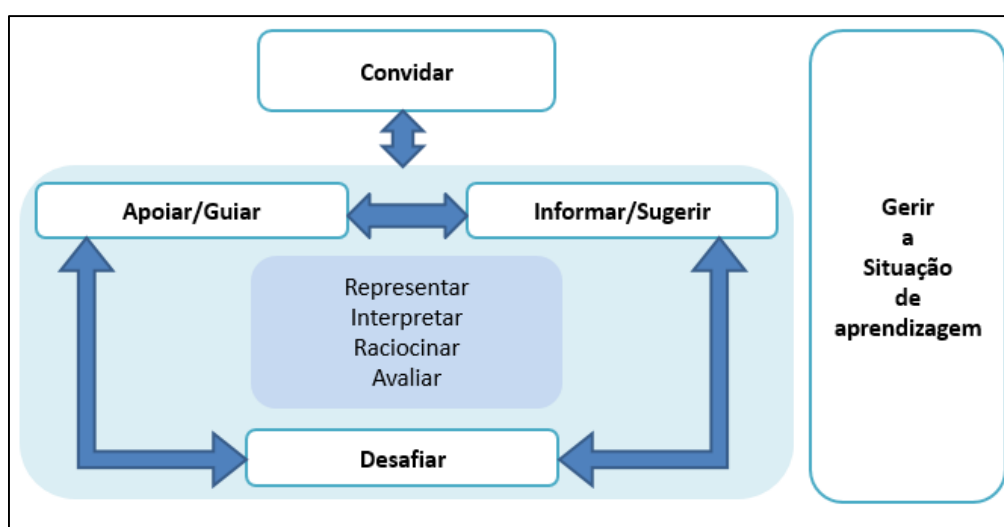 Convidar
Apoiar/Guiar
Informar/Sugerir
Representar
Interpretar
Raciocinar
Avaliar
Desafiar
Gerir
a
Situação
de
aprendizagem